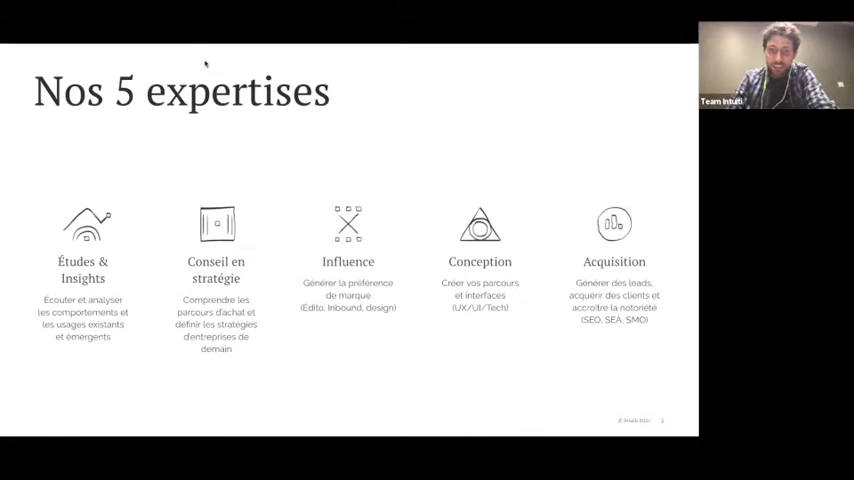 Nos 5 expertises
Team Intuiti
Études &
Insights
Écouter et analyser
les comportements et
les usages existants
et émergents
Conseil en
stratégie
Comprendre les
parcours d'achat et
définir les stratégies
d'entreprises de
demain
Influence
Générer la préférence
de marque
(Édito, Inbound, design)
Conception
Créer vos parcours
et interfaces
(UX/UI/Tech)
Acquisition
Générer des leads,
acquérir des clients et
accroître la notoriété
(SEO, SEA, SMO)
© Intuiti 2021